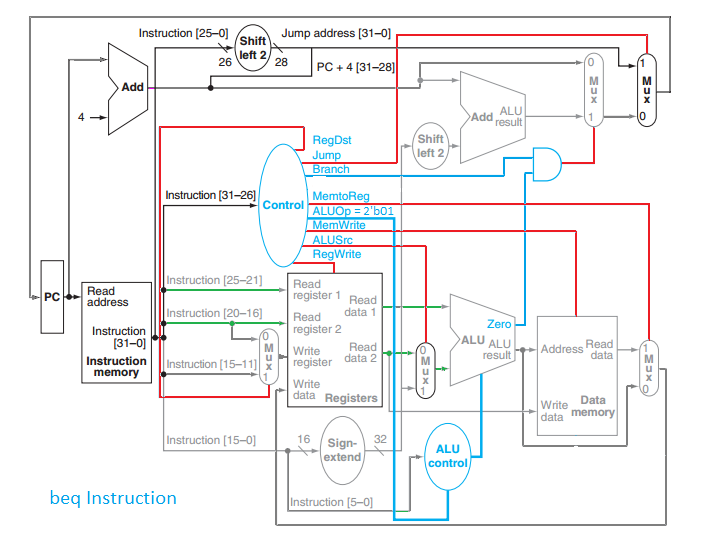 Instruction [25–0]
Jump address [31–0]
Shift
left 2
26
28
PC + 4 [31–28]
Add
4
0
M
u
x
1
1
M
u
x
0
Add
ALU
result
Shift
left 2
RegDst
Jump
Branch
Instruction [31–26]
Control
MemtoReg
ALUOp = 2'b01
MemWrite
ALUSrc
RegWrite
PC
Read
address
Instruction
[31–0]
Instruction
memory
Instruction [25–21]
Instruction [20–16]
Instruction [15–11]
0
M
u
x
1
Read
register 1
Read
register 2
Write
register
Write
data
Read
data 1
Read
data 2
Registers
0
M
u
x
1
Zero
ALU
ALU
result
Address
Read
data
Write
data
Data
memory
1
M
u
x
0
Instruction [15–0]
16
Sign-
extend
32
ALU
control
Instruction [5–0]
beq Instruction